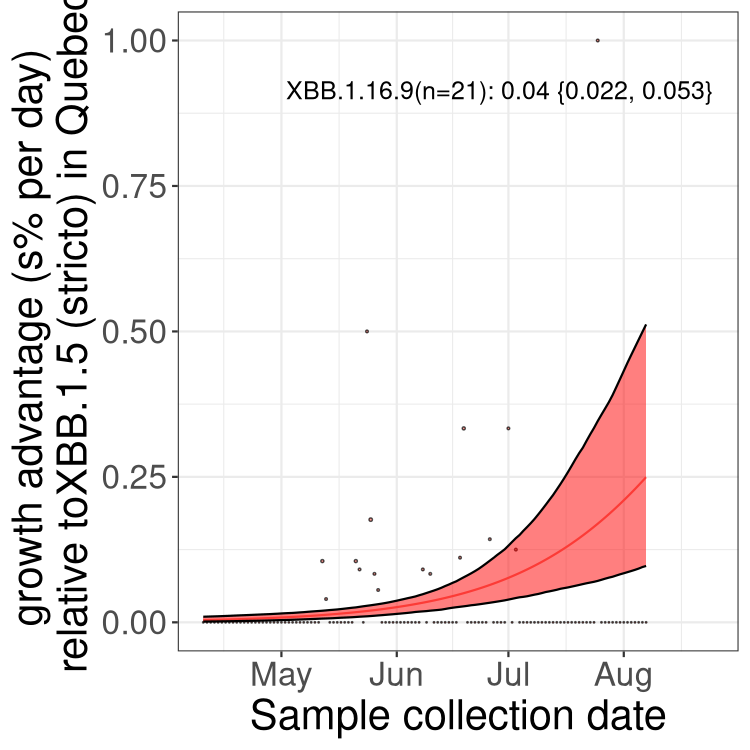 growth advantage (s% per day)
relative toXBB.1.5 (stricto) in Quebec
1.00
0.75
0.50
0.25
0.00
XBB.1.16.9(n=21): 0.04 {0.022, 0.053}
May Jun Jul Aug
Sample collection date